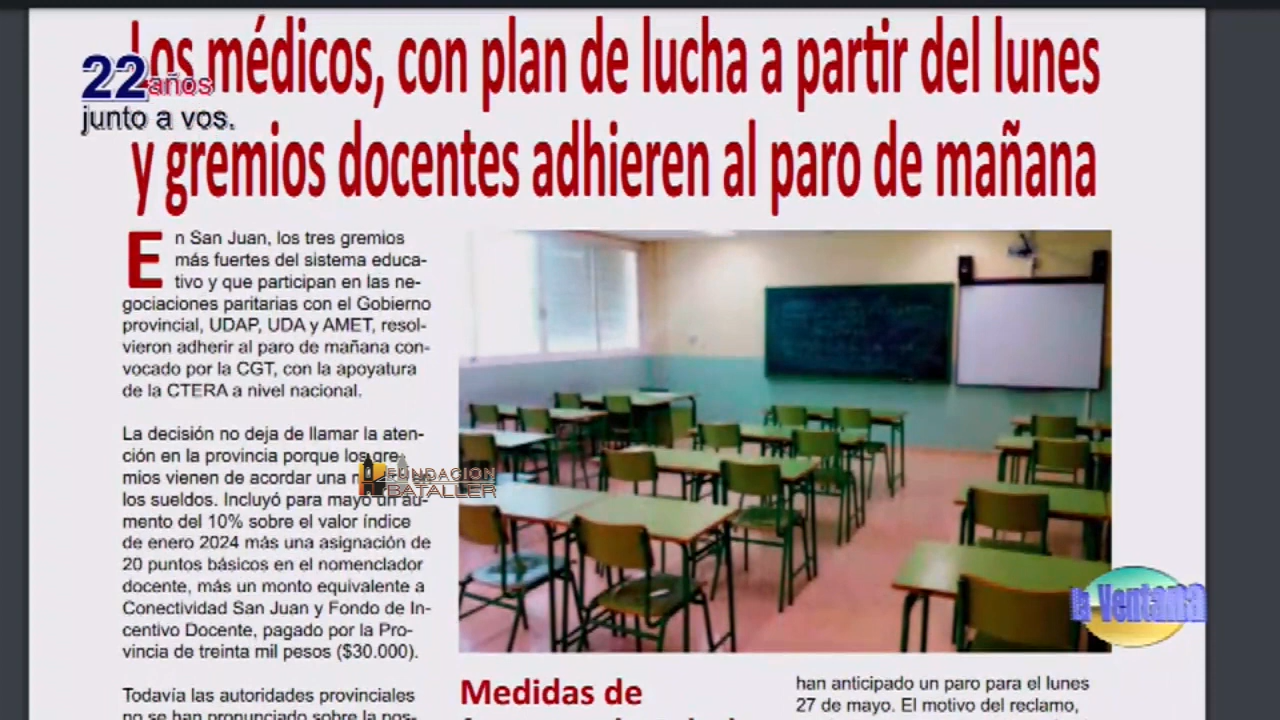 Los médicos, con plan de lucha a partir del lunes
22 años
junto a vos.
y gremios docentes adhieren al paro de mañana
En San Juan, los tres gremios
más fuertes del sistema educa-
tivo y que participan en las ne-
gociaciones paritarias con el Gobierno
provincial, UDAP, UDA y AMET, resol-
vieron adherir al paro de mañana con-
vocado por la CGT, con la apoyatura
de la CTERA a nivel nacional.
La decisión no deja de llamar la aten-
ción en la provincia porque los gre-
mios vienen de acordar una
los sueldos. Incluyó para mayo un au-
mento del 10% sobre el valor índice
de enero 2024 más una asignación de
20 puntos básicos en el nomenclador
docente, más un monto equivalente a
Conectividad San Juan y Fondo de In-
centivo Docente, pagado por la Pro-
vincia de treinta mil pesos ($30.000).
Todavía las autoridades provinciales
no se han pronunciado sobre la pos-
FUNDACION
BATALLER
la Ventana
Medidas de
han anticipado un paro para el lunes
27 de mayo. El motivo del reclamo,